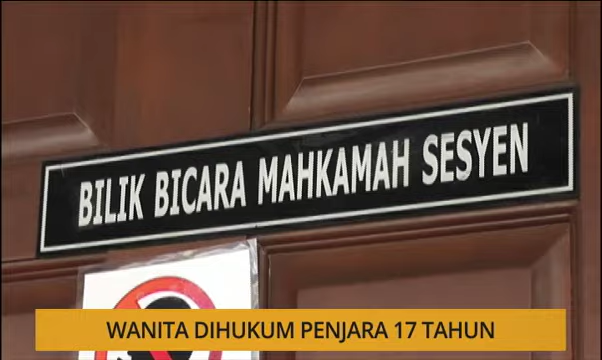 BILIK BICARA MAHKAMAH SESYEN
WANITA DIHUKUM PENJARA 17 TAHUN